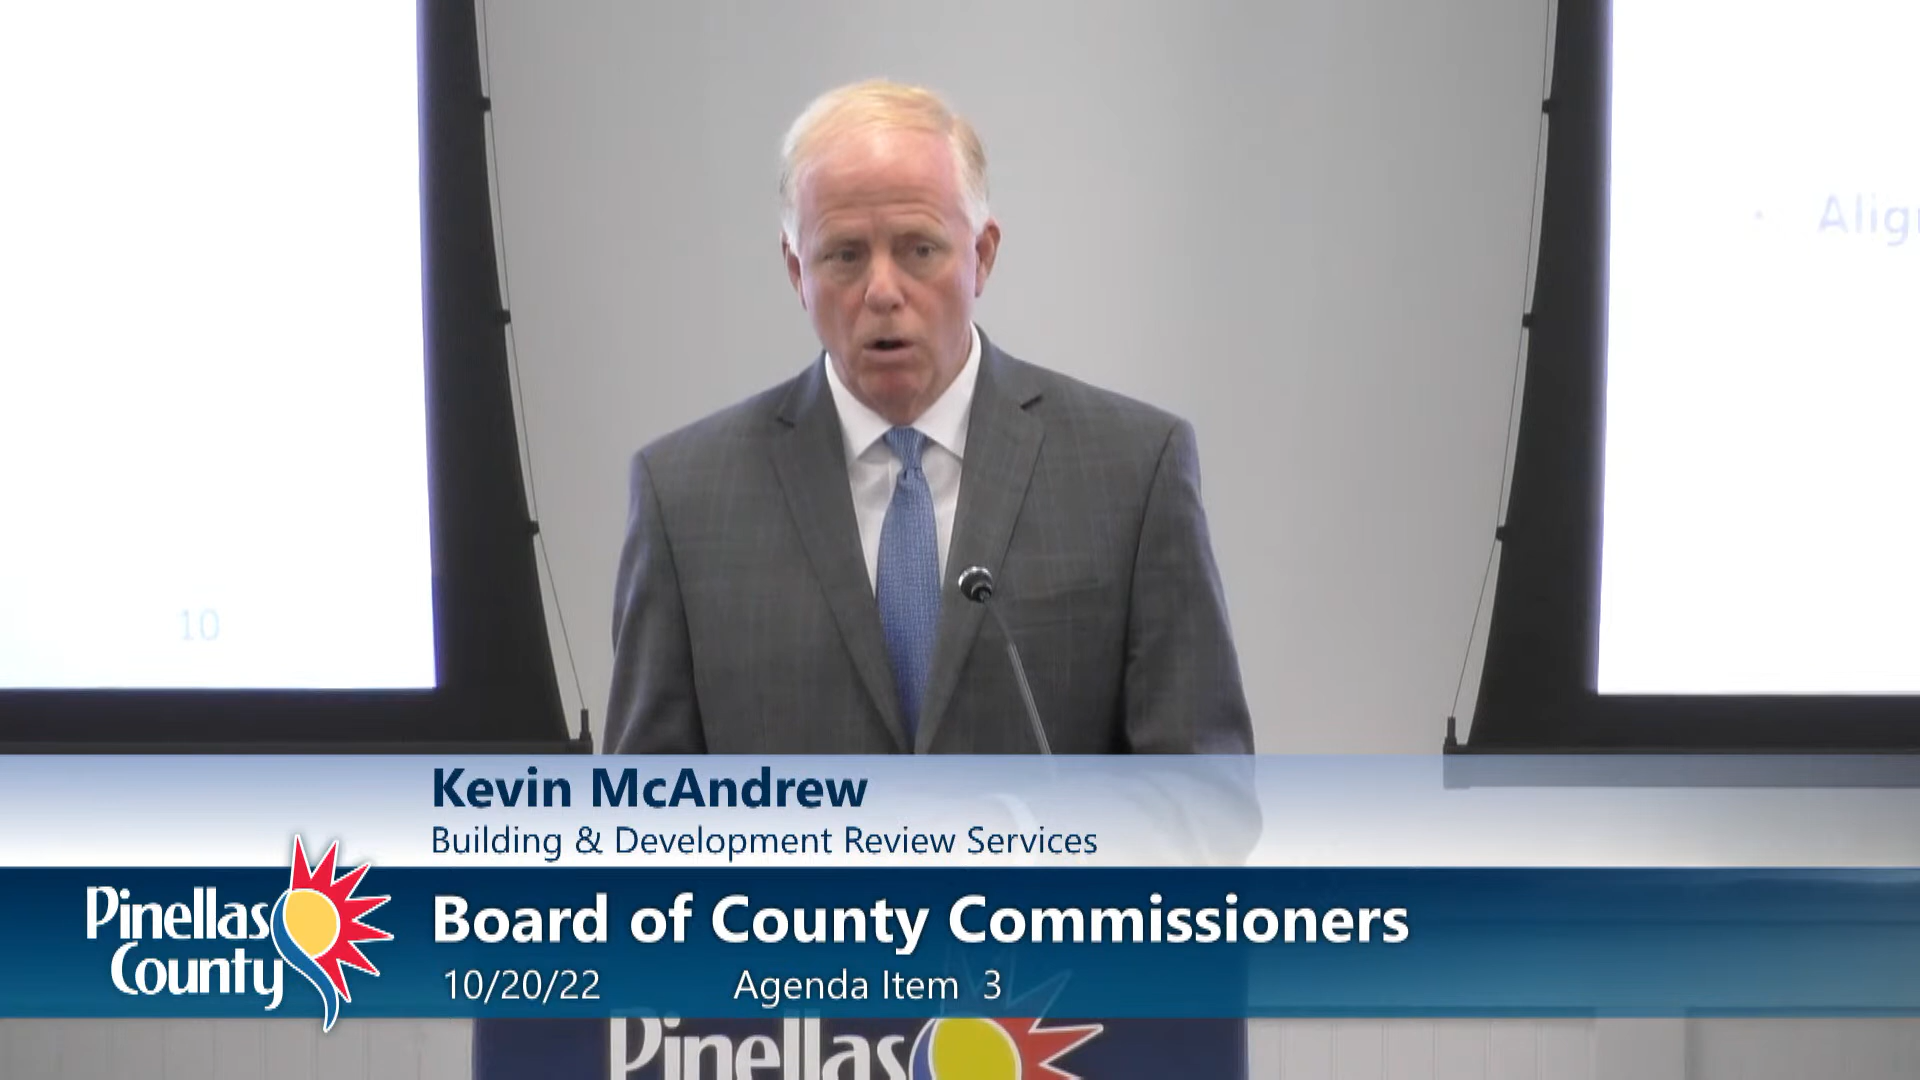 10
Kevin McAndrew
Building & Development Review Services
Pinellas
County
Board of County Commissioners
10/20/22 Agenda Item 3
Pinellas